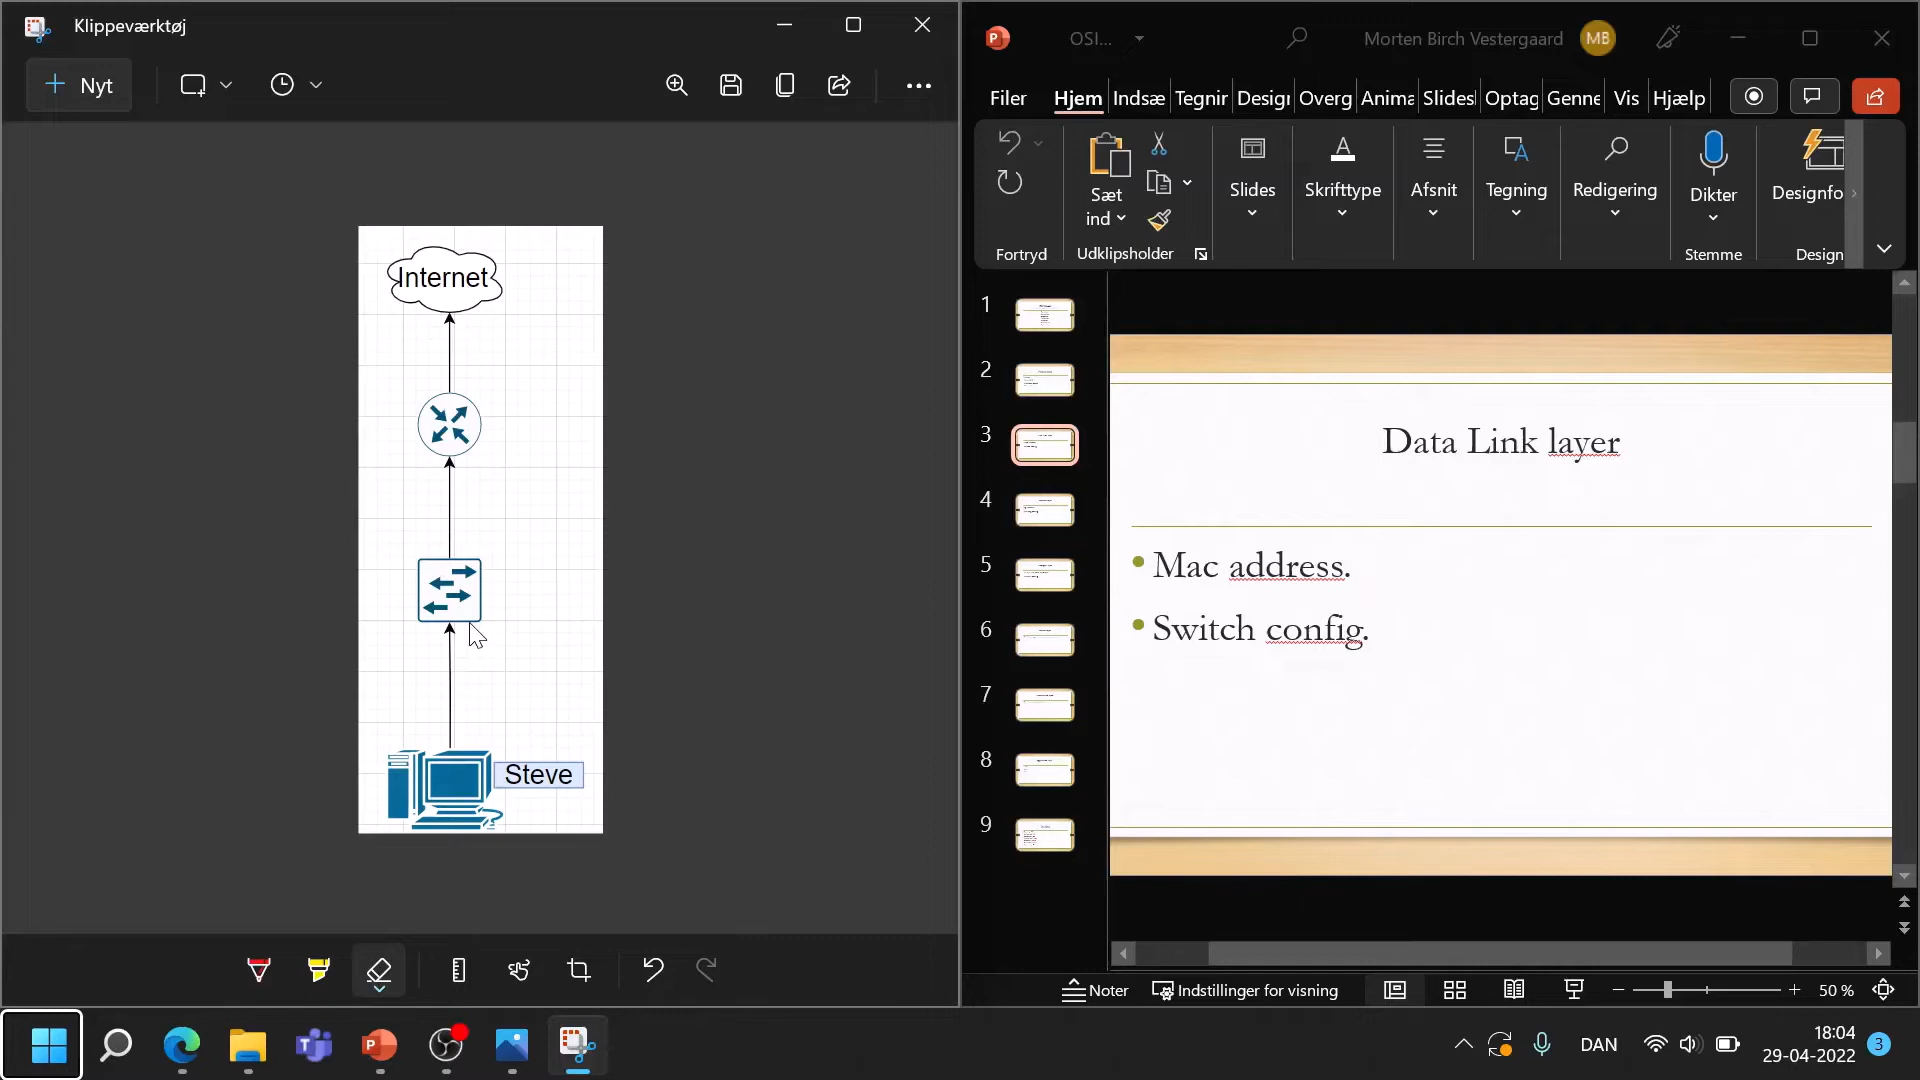 Klippeværktøj
Nyt
Internet
Steve
OSI...
Morten Birch Vestergaard
MB
Filer
Hjem
Indsæ
Tegnir
Desigı
Overg
Anima
Slidesl
Optag
Genne
Vis
Hjælp
Sæt
ind
Slides
Skrifttype
Afsnit
Tegning
Redigering
Dikter
Designfo
Fortryd
Udklipsholder
Stemme
Design
1
2
3
4
5
6
7
8
9
Data Link layer
• Mac address.
• Switch config.
Noter
Indstillinger for visning
50 %
DAN
18:04
29-04-2022
3